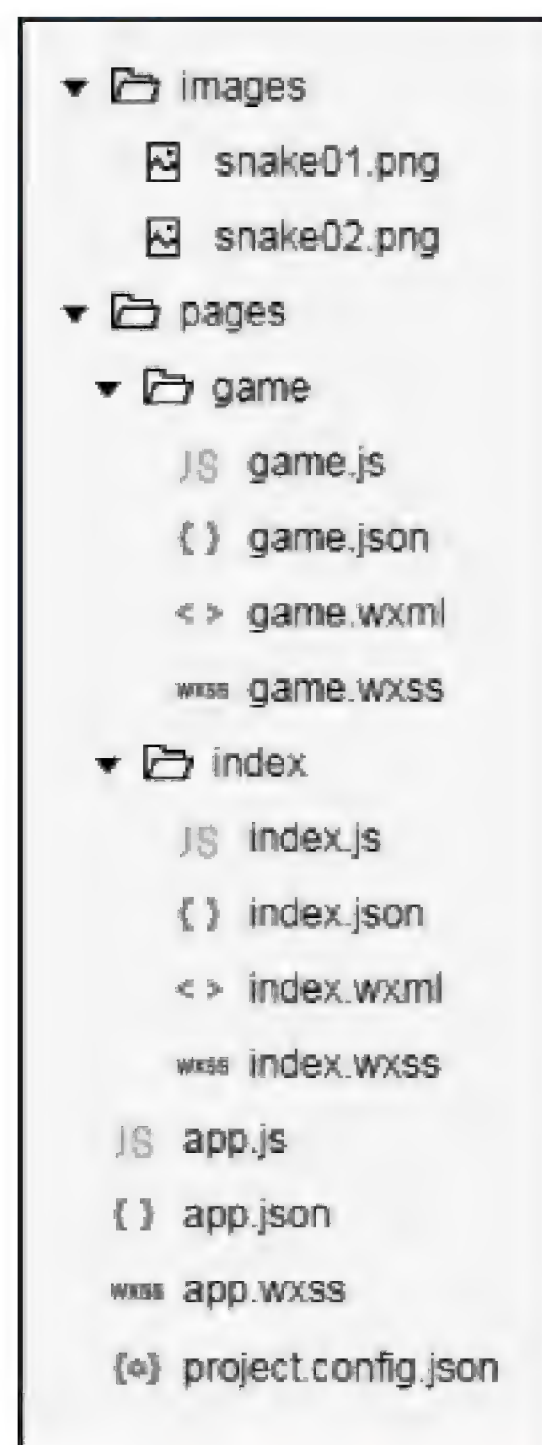 images
snake01.png
snake02.png
pages
game
JS game.js
{ } game.json
< > game.wxml
wxss game.wxss
index
JS index.js
{ } index.json
< > index.wxml
wxss index.wxss
JS app.js
{ } app.json
wxss app.wxss
project.config.json